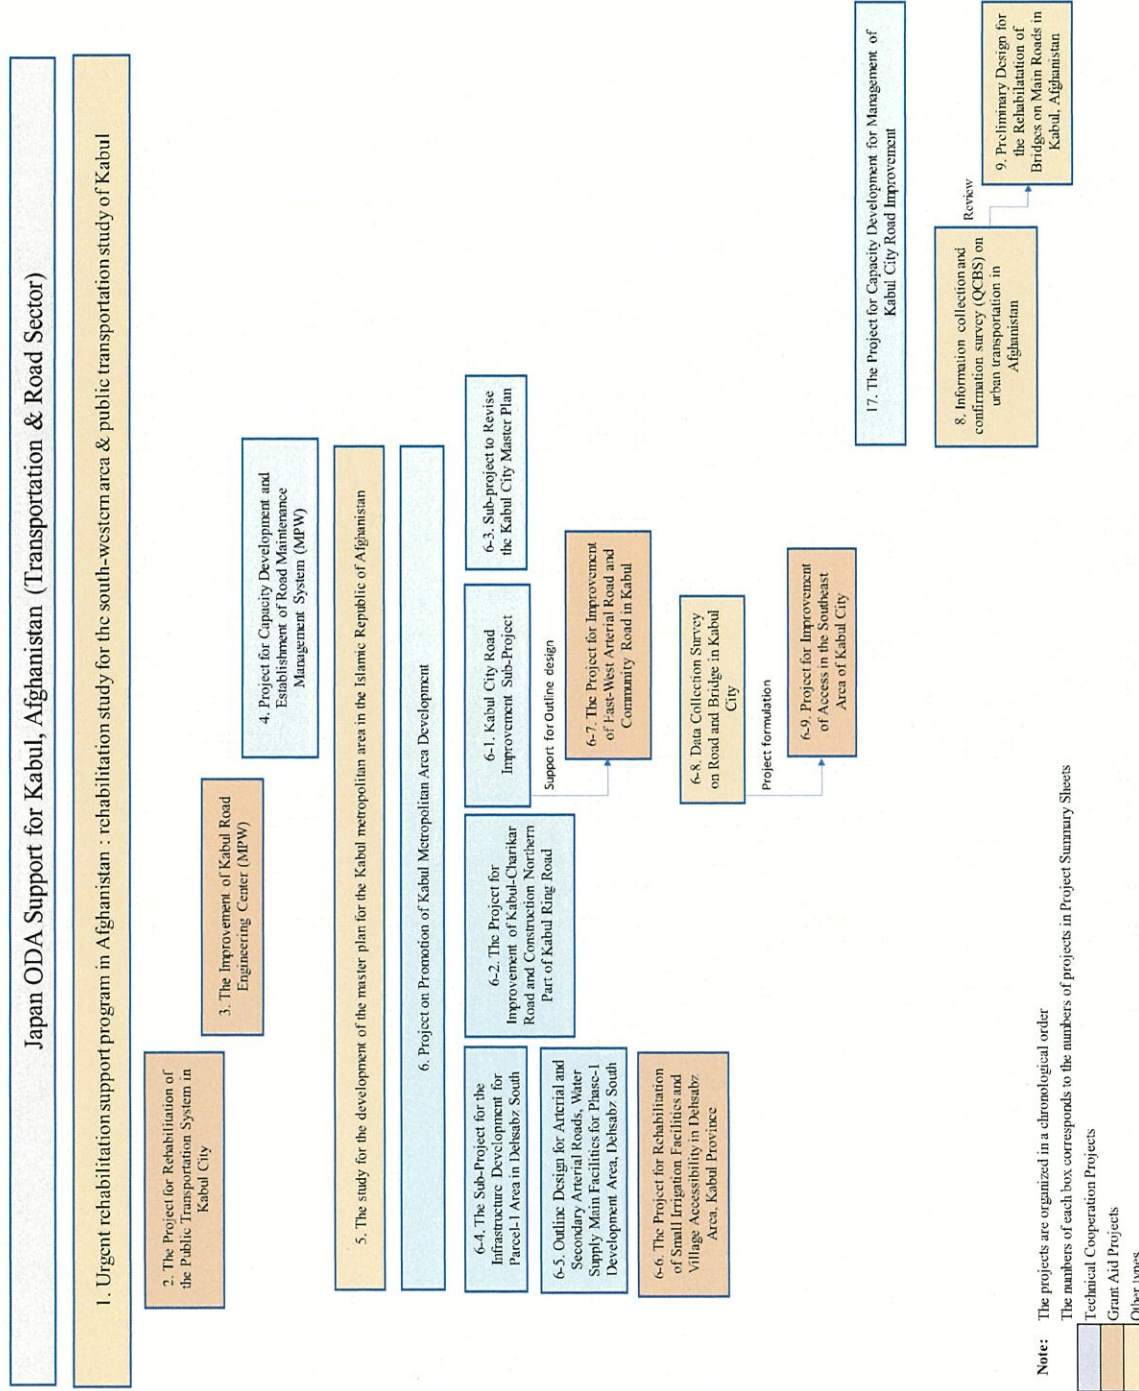 Japan ODA Support for Kabul, Afghanistan (Transportation & Road Sector)
1. Urgent rehabilitation support program in Afghanistan : rehabilitation study for the south-western area & public transportation study of Kabul
2. The Project for Rehabilitation of
the Public Transportation System in
Kabul City
3. The Improvement of Kabul Road
Engineering Center (MPW)
4. Project for Capacity Development and
Establishment of Road Maintenance
Management System (MPW)
5. The study for the development of the master plan for the Kabul metropolitan area in the Islamic Republic of Afghanistan
6. Project on Promotion of Kabul Metropolitan Area Development
6-4. The Sub-Project for the
Infrastructure Development for
Parcel-1 Area in Dehsabz South
6-2. The Project for
Improvement of Kabul-Charikar
Road and Construction Northern
Part of Kabul Ring Road
6-1. Kabul City Road
Improvement Sub-Project
6-3. Sub-project to Revise
the Kabul City Master Plan
6-5. Outline Design for Arterial and
Secondary Arterial Roads, Water
Supply Main Facilities for Phase-1
Development Area, Dehsabz South
Support for Outline design
6-7. The Project for Improvement
of East-West Arterial Road and
Community Road in Kabul
6-6. The Project for Rehabilitation
of Small Irrigation Facilities and
Village Accessibility in Dehsabz
Area, Kabul Province
6-8. Data Collection Survey
on Road and Bridge in Kabul
City
Project formulation
6-9. Project for Improvement
of Access in the Southeast
Area of Kabul City
17. The Project for Capacity Development for Management of
Kabul City Road Improvement
8. Information collection and
confirmation survey (QCBS) on
urban transportation in
Afghanistan
Review
9. Preliminary Design for
the Rehabilatation of
Bridges on Main Roads in
Kabul, Afghanistan
Note: The projects are organized in a chronological order
The numbers of each box corresponds to the numbers of projects in Project Summary Sheets
Technical Cooperation Projects
Grant Aid Projects
Other types